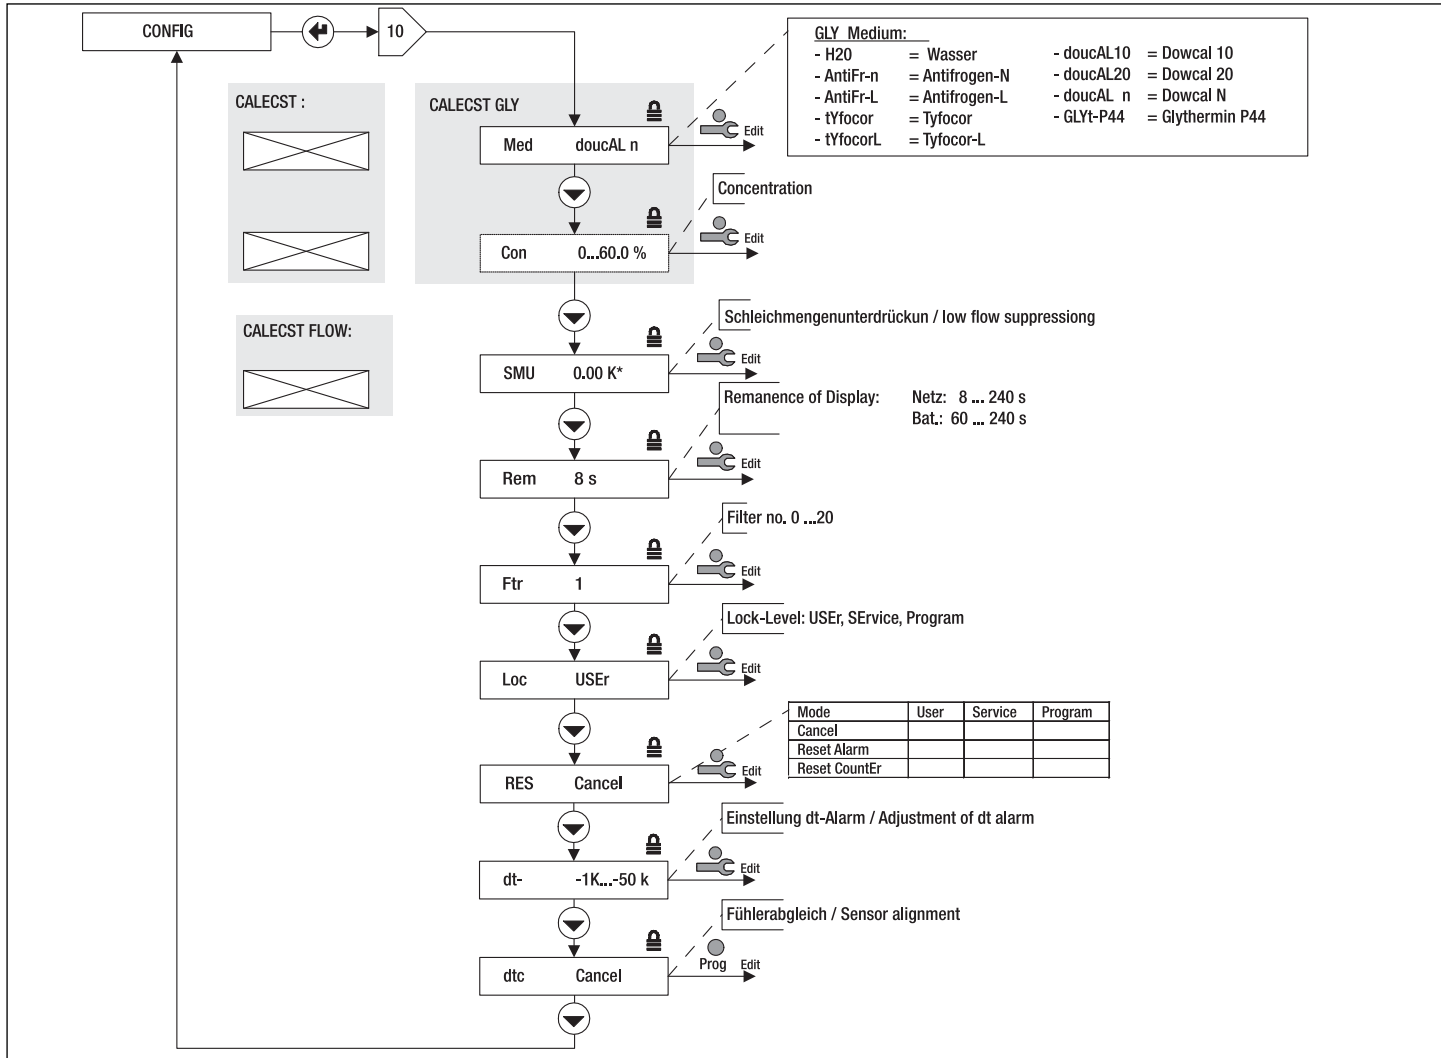 CONFIG
10
GLY Medium:
- H20 = Wasser
- AntiFr-n = Antifrogen-N
- AntiFr-L = Antifrogen-L
- tYfocor = Tyfocor
- tYfocorL = Tyfocor-L
- doucAL10 = Dowcal 10
- doucAL20 = Dowcal 20
- doucAL n = Dowcal N
- GLYt-P44 = Glythermin P44
CALECST :
CALECST GLY
Med doucAL n
Edit
Concentration
Con 0...60.0 %
Edit
CALECST FLOW:
Schleichmengenunterdrückun / low flow suppressiong
SMU 0.00 K*
Edit
Remanence of Display: Netz: 8 ... 240 s
Bat.: 60 ... 240 s
Rem 8 s
Edit
Filter no. 0 ...20
Ftr 1
Edit
Lock-Level: USEr, SErvice, Program
Loc USEr
Edit
Mode User Service Program
Cancel
Reset Alarm
Reset CountEr
RES Cancel
Edit
Einstellung dt-Alarm / Adjustment of dt alarm
dt- -1K...-50 k
Edit
Fühlerabgleich / Sensor alignment
Prog Edit
dtc Cancel